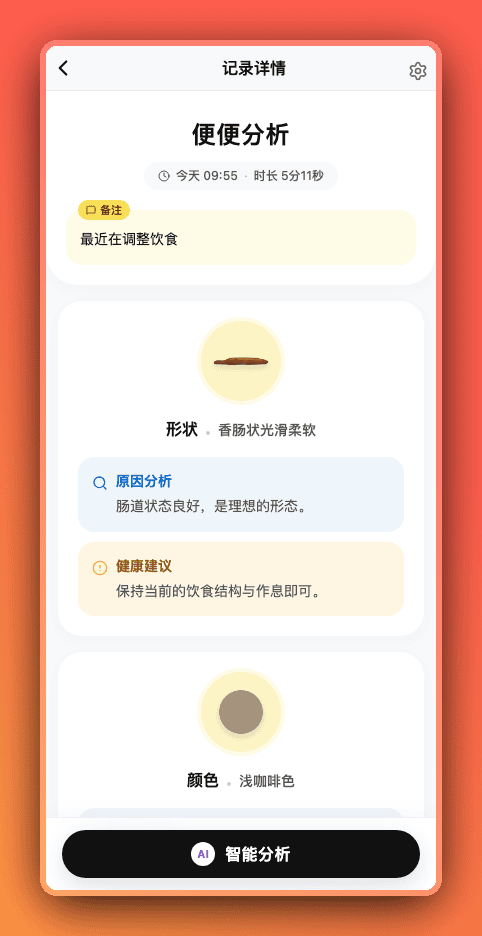 记录详情
便便分析
今天 09:55 · 时长 5分11秒
备注
最近在调整饮食
形状 · 香肠状光滑柔软
原因分析
肠道状态良好，是理想的形态。
健康建议
保持当前的饮食结构与作息即可。
颜色 · 浅咖啡色
AI 智能分析